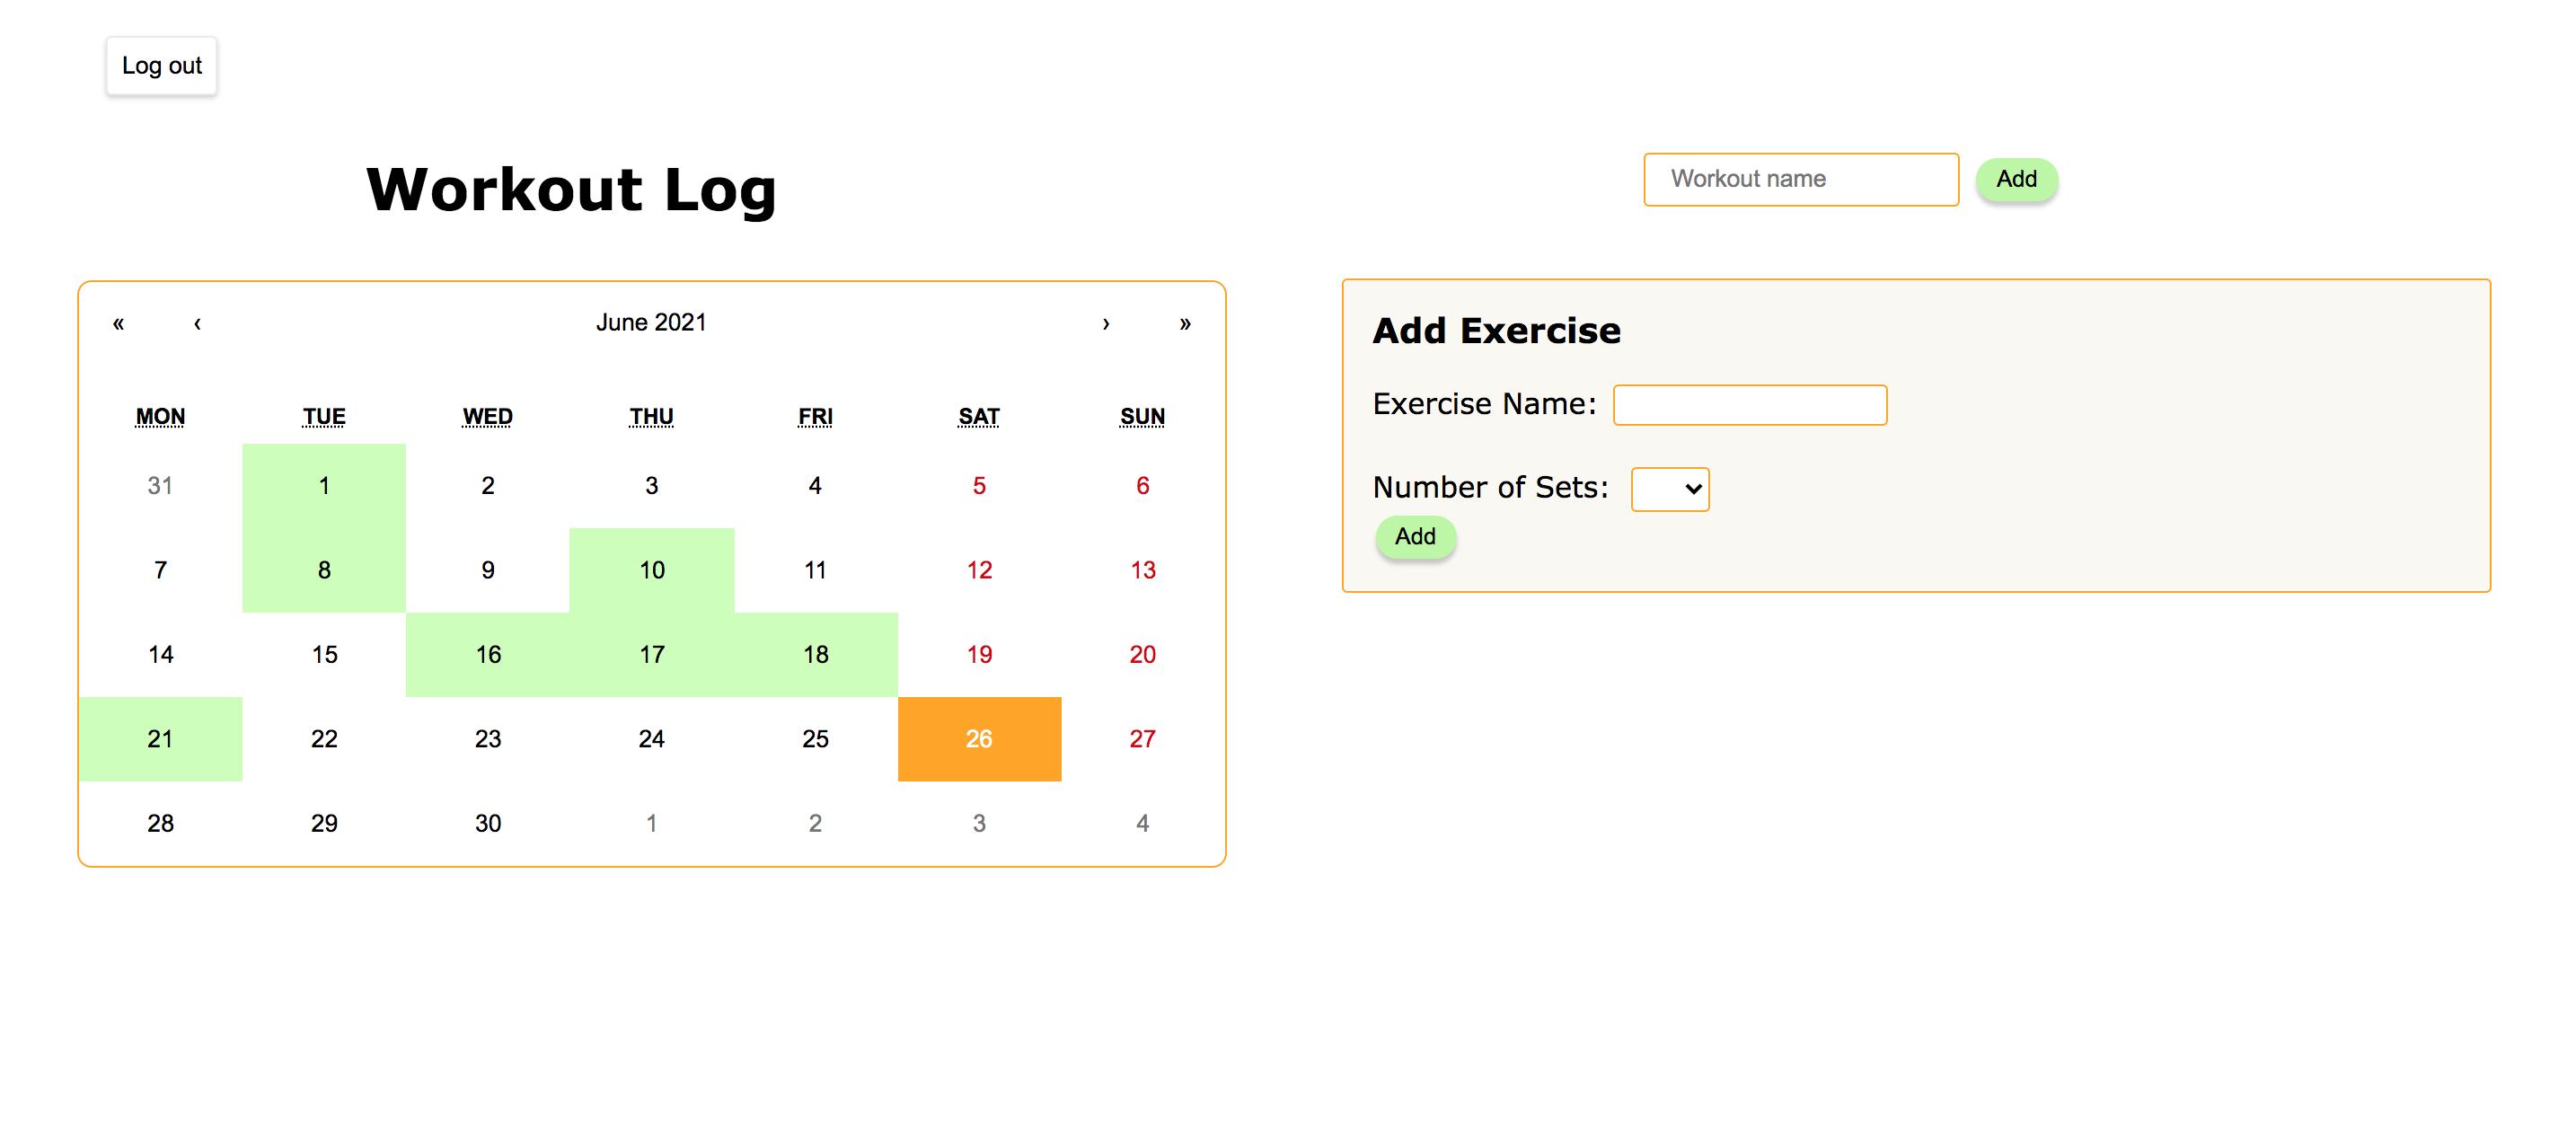 Log out
Workout Log
Workout name Add
« ‹ June 2021 › »
MON TUE WED THU FRI SAT SUN
31 1 2 3 4 5 6
7 8 9 10 11 12 13
14 15 16 17 18 19 20
21 22 23 24 25 26 27
28 29 30 1 2 3 4
Add Exercise
Exercise Name:
Number of Sets:
Add